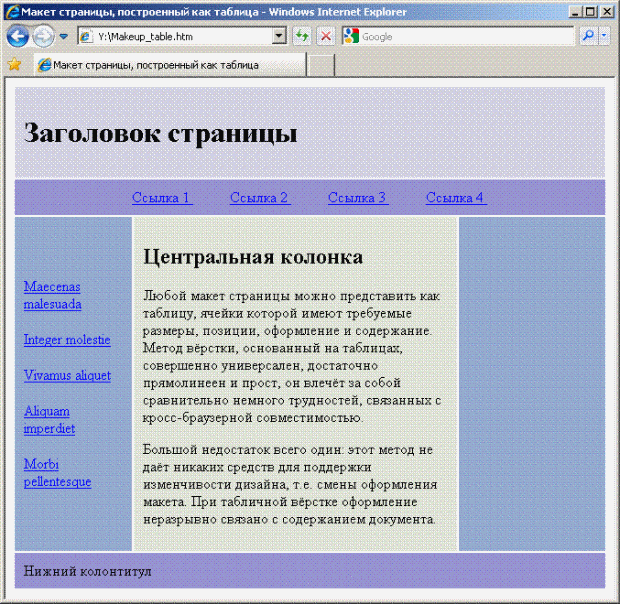 Макет страницы, построенный как таблица - Windows Internet Explorer
Y:\Makeup_table.htm
Google
Макет страницы, построенный как таблица
Заголовок страницы
Ссылка 1 Ссылка 2 Ссылка 3 Ссылка 4
Maecenas
malesuada
Integer molestie
Vivamus aliquet
Aliquam
imperdiet
Morbi
pellentesque
Центральная колонка
Любой макет страницы можно представить как
таблицу, ячейки которой имеют требуемые
размеры, позиции, оформление и содержание.
Метод вёрстки, основанный на таблицах,
совершенно универсален, достаточно
прямолинеен и прост, он влечёт за собой
сравнительно немного трудностей, связанных с
кросс-браузерной совместимостью.
Большой недостаток всего один: этот метод не
даёт никаких средств для поддержки
изменчивости дизайна, т.е. смены оформления
макета. При табличной вёрстке оформление
неразрывно связано с содержанием документа.
Нижний колонтитул